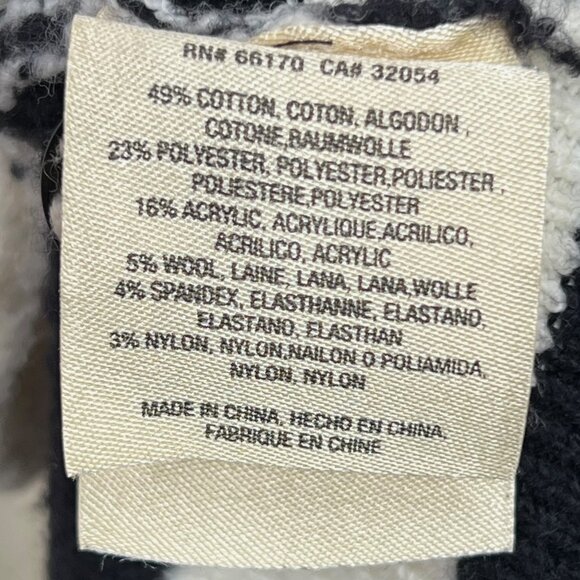 RN# 66170 CA# 32054
49% COTTON, COTON, ALGODON,
COTONE,BAUMWOLLE
23% POLYESTER, POLYESTER,POLIESTER,
POLIESTERE,POLYESTER
16% ACRYLIC, ACRYLIQUE,ACRILICO,
ACRILICO, ACRYLIC
5% WOOL, LAINE, LANA, LANA,WOLLE
4% SPANDEX, ELASTHANNE, ELASTANO,
ELASTANO, ELASTHAN
3% NYLON, NYLON,NAILON O POLIAMIDA,
NYLON, NYLON
MADE IN CHINA, HECHO EN CHINA,
FABRIQUE EN CHINE